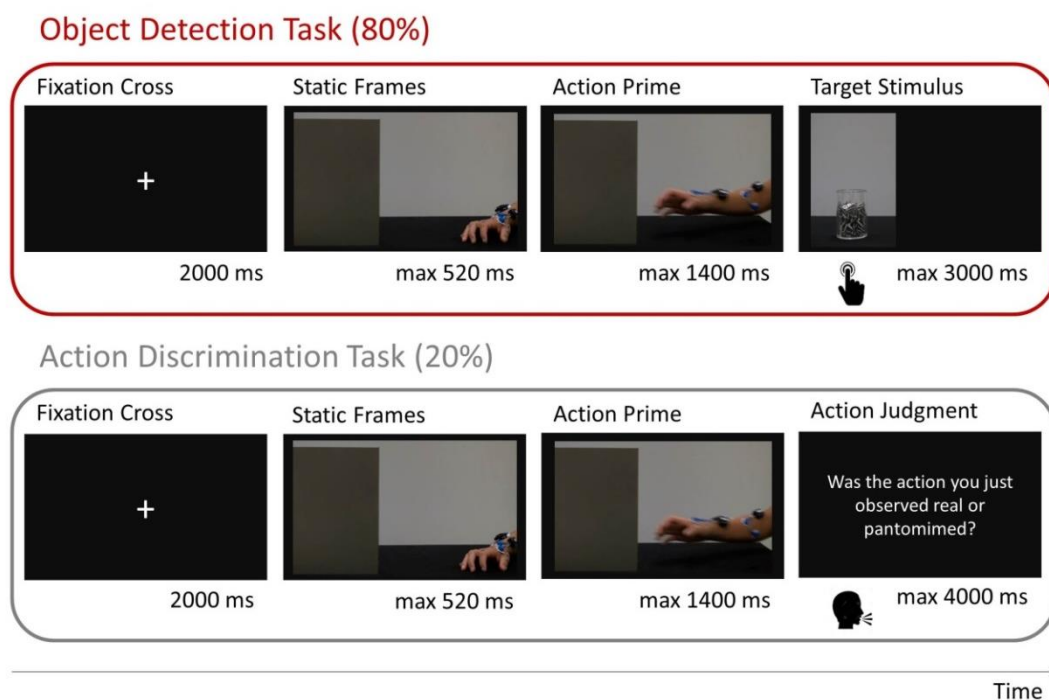 Object Detection Task (80%)
Fixation Cross
Static Frames
Action Prime
Target Stimulus
+
2000 ms
max 520 ms
max 1400 ms
max 3000 ms
Action Discrimination Task (20%)
Fixation Cross
Static Frames
Action Prime
Action Judgment
+
Was the action you just
observed real or
pantomimed?
2000 ms
max 520 ms
max 1400 ms
max 4000 ms
Time